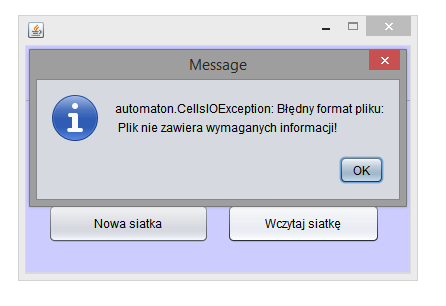 Message
automaton.CellsIOException: Błędny format pliku:
Plik nie zawiera wymaganych informacji!
OK
Nowa siatka
Wczytaj siatkę